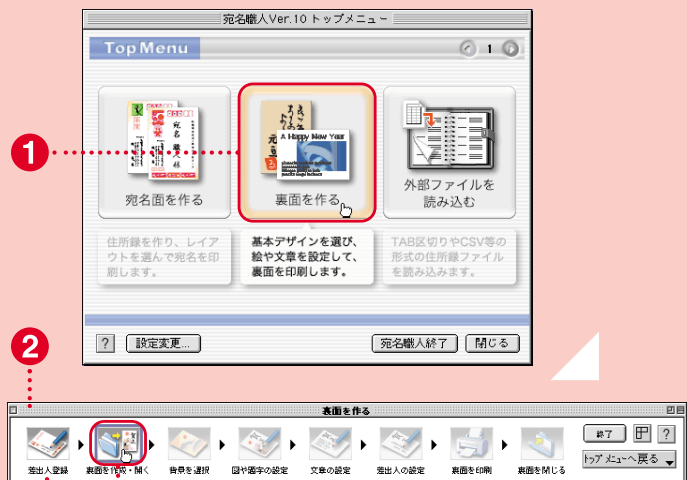 宛名職人Ver.10 トップメニュー
Top Menu
1
1
A Happy New Year
宛名面を作る
裏面を作る
外部ファイルを
読み込む
住所録を作り、レイア
ウトを選んで宛名を印
刷します。
基本デザインを選び、
絵や文章を設定して、
裏面を印刷します。
TAB区切りやCSV等の
形式の住所録ファイル
を読み込みます。
? 設定変更... 宛名職人終了 閉じる
2
裏面を作る
終了 ?
トップメニューへ戻る
差出人登録 裏面を作成・開く 背景を選択 図や題字の設定 文章の設定 差出人の設定 裏面を印刷 裏面を閉じる